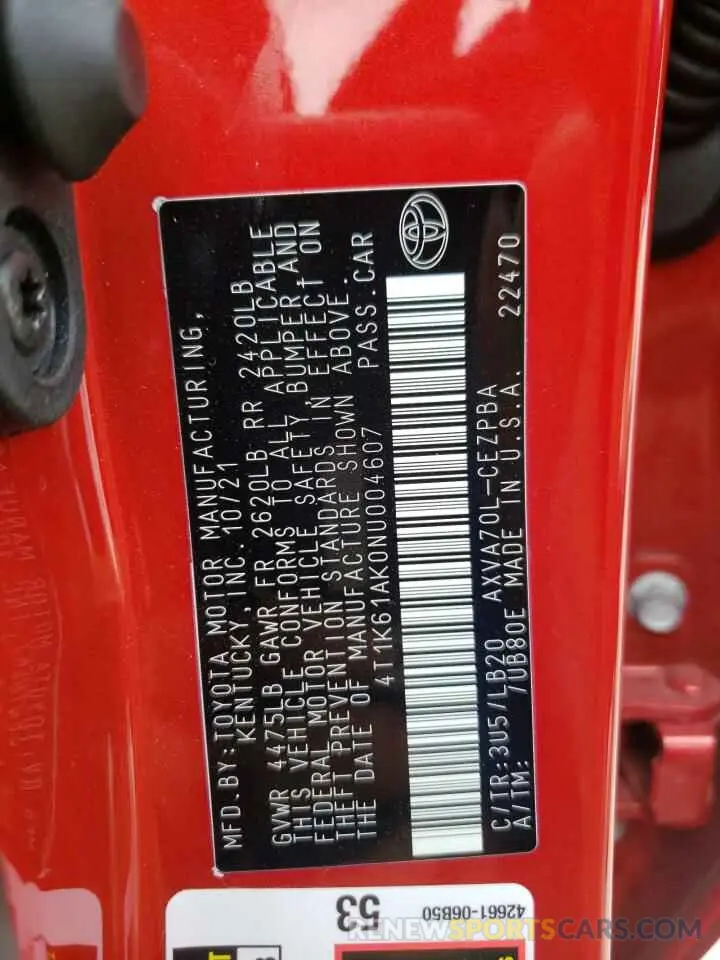 MFD.BY:TOYOTA MOTOR MANUFACTURING,
KENTUCKY, INC. 10/21
GVWR 4475LB GAWR FR 2620LB RR 2420LB
THIS VEHICLE CONFORMS TO ALL APPLICABLE
FEDERAL MOTOR VEHICLE SAFETY, BUMPER, AND
THEFT PREVENTION STANDARDS IN EFFECT ON
THE DATE OF MANUFACTURE SHOWN ABOVE.
4T1K61AK0NU004607 PASS.CAR
C/TR:3U5/LB20 AXVA70L-CEZPBA
A/TM: 7UB80E MADE IN U.S.A. 22470
53
42661-06B50
RENEWSPORTSCARS.COM